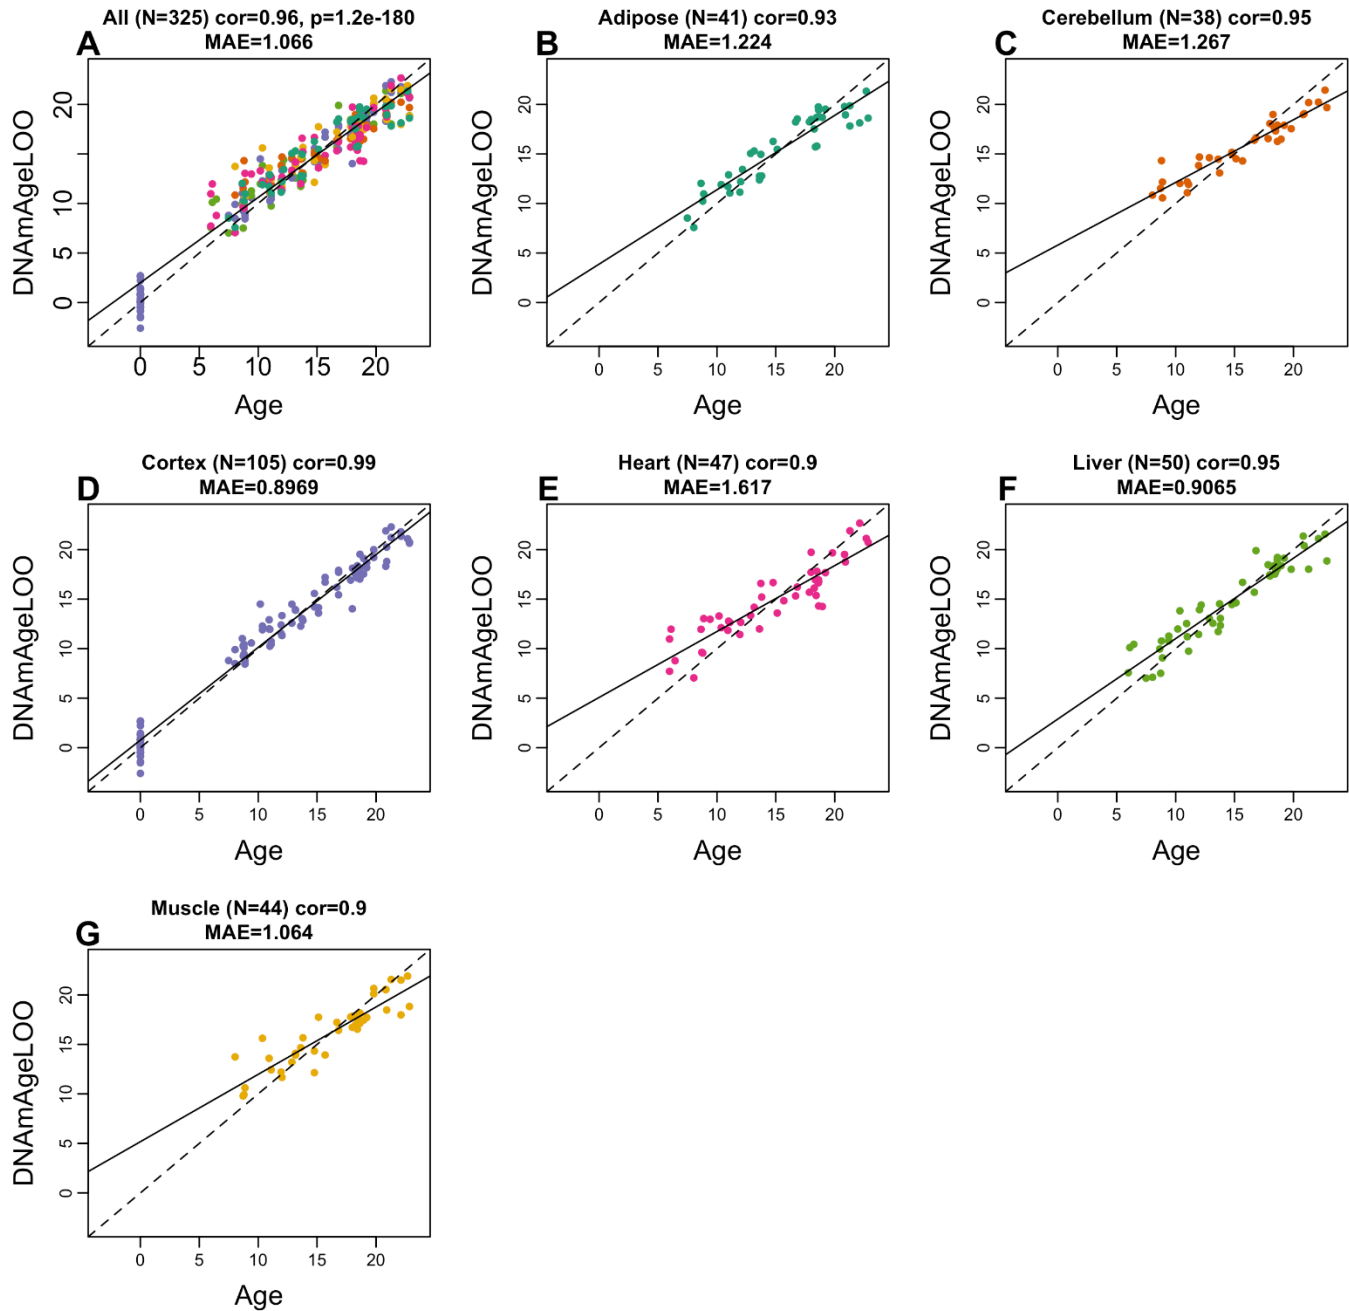 All (N=325) cor=0.96, p=1.2e-180
MAE=1.066
A
DNAmAgeLOO
20
10
5
0
0 5 10 15 20
Age
Adipose (N=41) cor=0.93
MAE=1.224
B
DNAmAgeLOO
20
15
10
5
0
0 5 10 15 20
Age
Cerebellum (N=38) cor=0.95
MAE=1.267
C
DNAmAgeLOO
20
15
10
5
0
0 5 10 15 20
Age
Cortex (N=105) cor=0.99
MAE=0.8969
D
DNAmAgeLOO
20
15
10
5
0
0 5 10 15 20
Age
Heart (N=47) cor=0.9
MAE=1.617
E
DNAmAgeLOO
20
15
10
5
0
0 5 10 15 20
Age
Liver (N=50) cor=0.95
MAE=0.9065
F
DNAmAgeLOO
20
15
10
5
0
0 5 10 15 20
Age
Muscle (N=44) cor=0.9
MAE=1.064
G
DNAmAgeLOO
20
15
10
5
0
0 5 10 15 20
Age